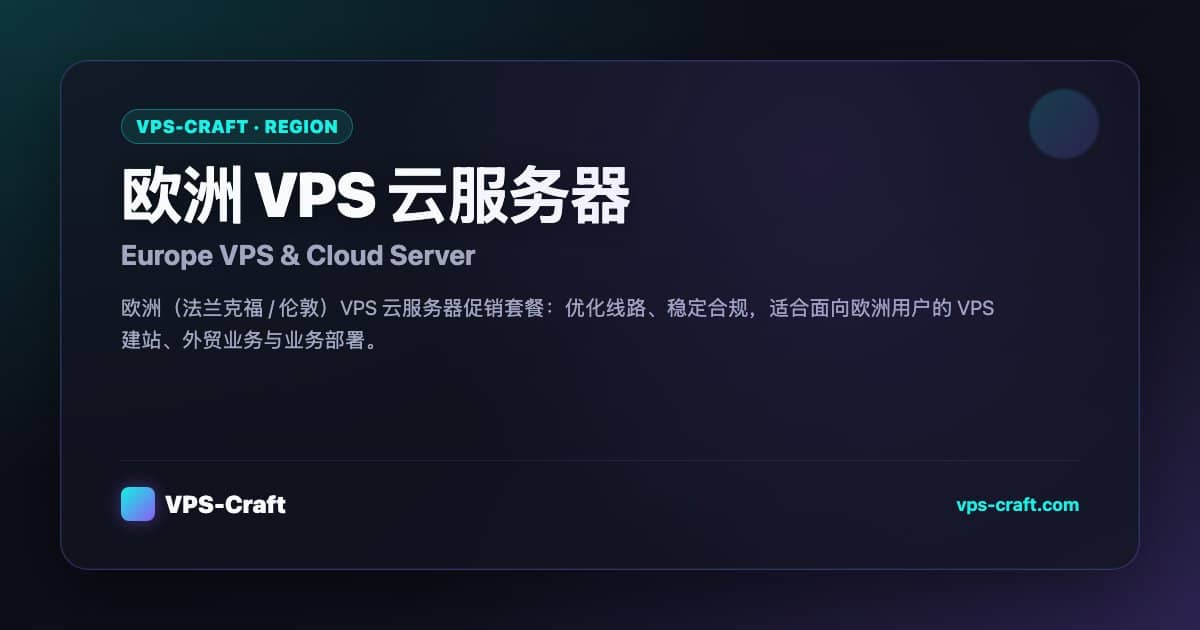 VPS-CRAFT · REGION
欧洲 VPS 云服务器
Europe VPS & Cloud Server
欧洲（法兰克福 / 伦敦）VPS 云服务器促销套餐：优化线路、稳定合规，适合面向欧洲用户的 VPS
建站、外贸业务与业务部署。
VPS-Craft
vps-craft.com